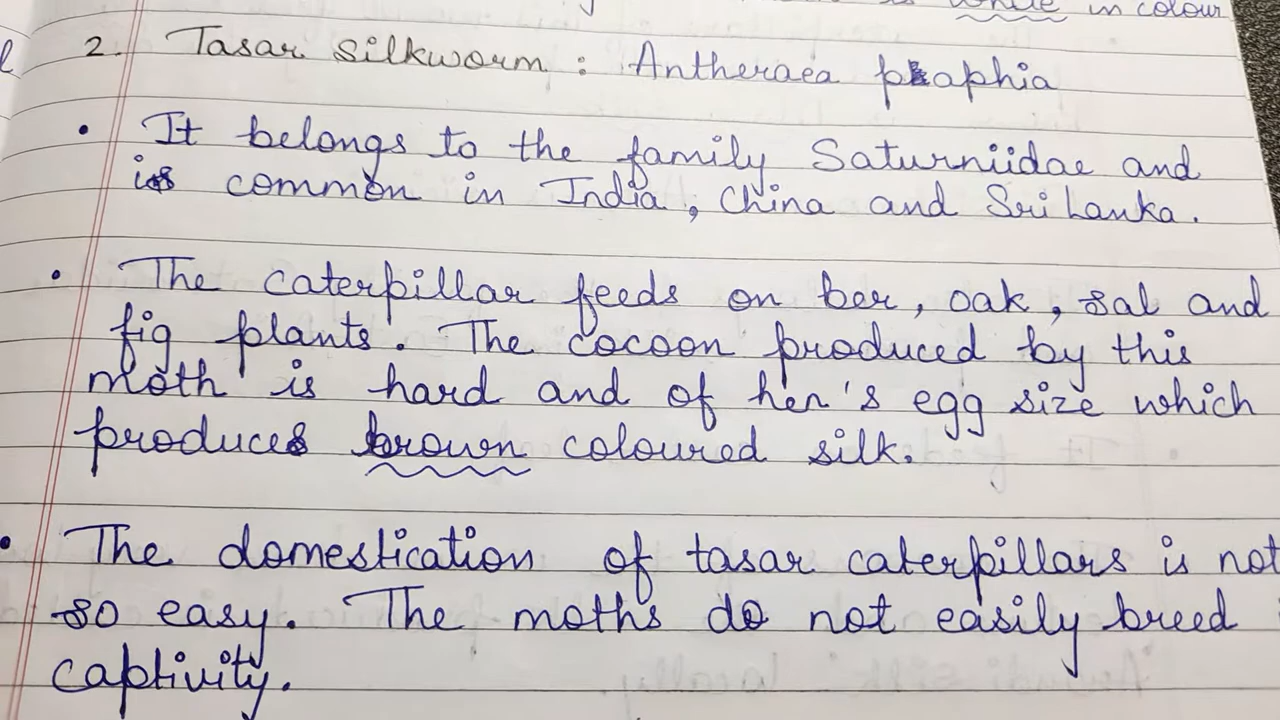 white in colour
2. Tasar silkworm : Antheraea paphia
• It belongs to the family Saturniidae and
is common in India, China and Sri Lanka.
• The caterpillar feeds on ber, oak, sal and
fig plants. The cocoon produced by this
moth is hard and of hen's egg size which
produces brown coloured silk.
• The domestication of tasar caterpillars is not
so easy. The moths do not easily breed
captivity.